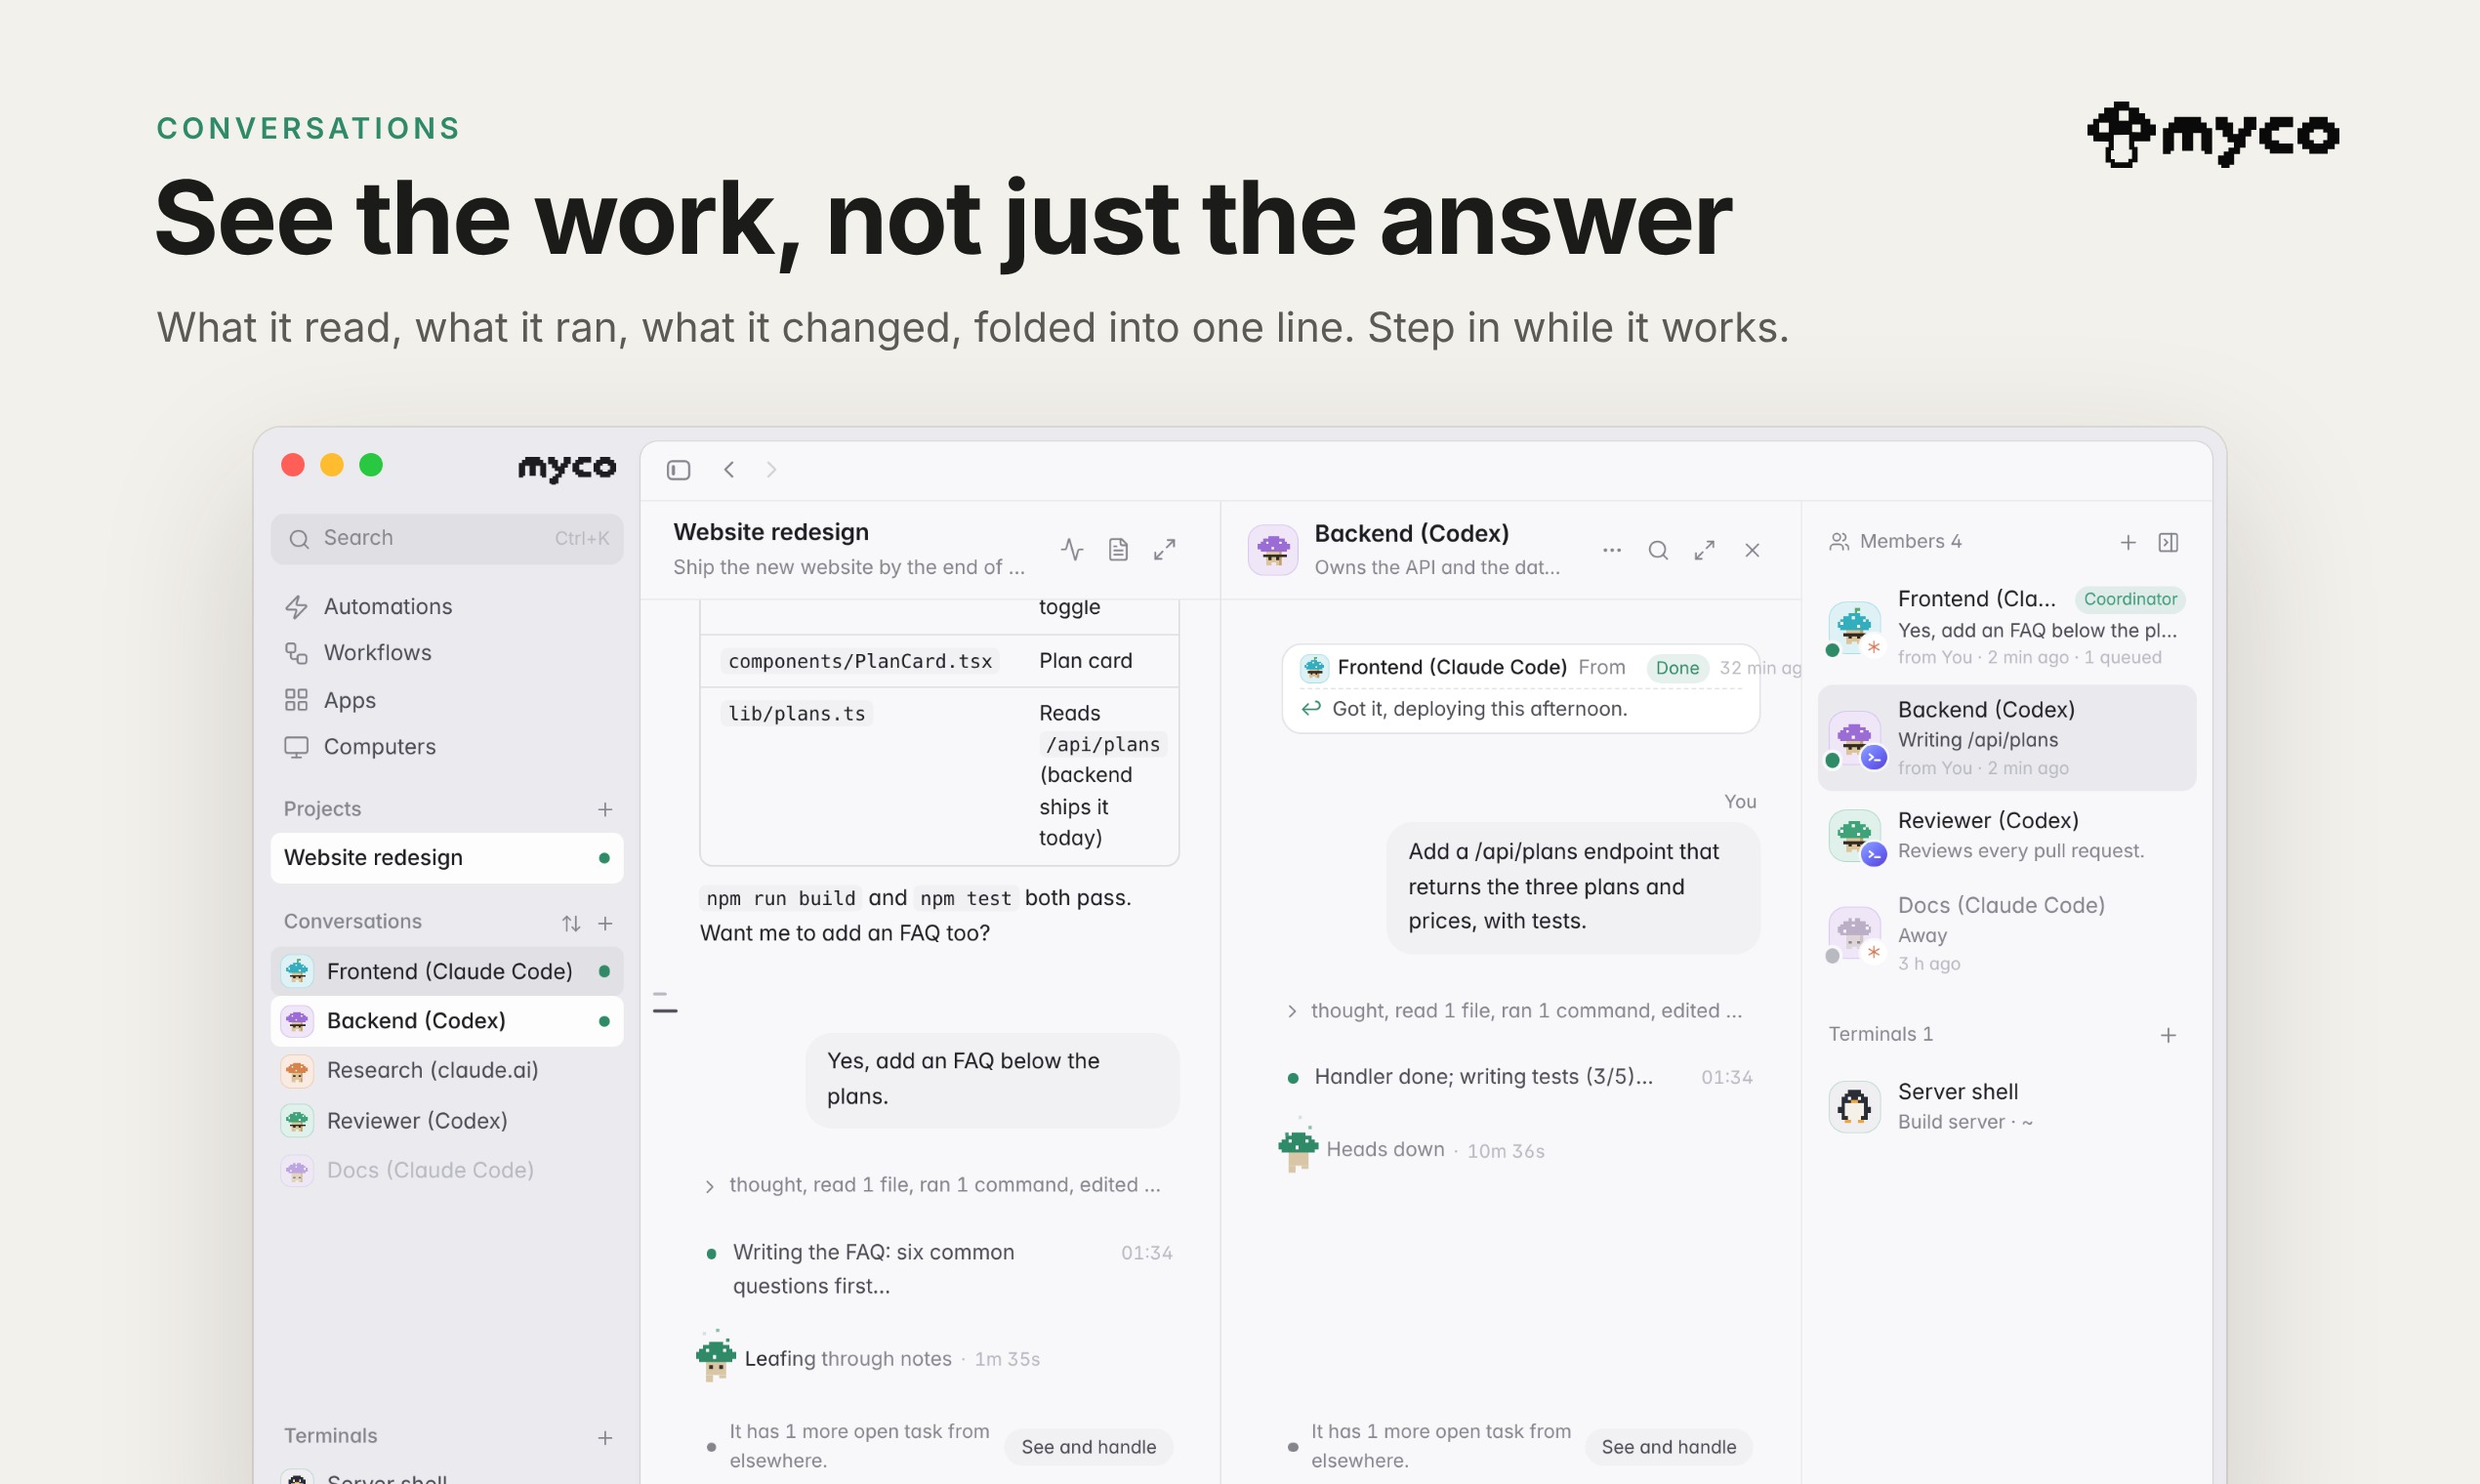 CONVERSATIONS
myco
See the work, not just the answer
What it read, what it ran, what it changed, folded into one line. Step in while it works.
myco
Search Ctrl+K
Automations
Workflows
Apps
Computers
Projects
Website redesign
Conversations
Frontend (Claude Code)
Backend (Codex)
Research (claude.ai)
Reviewer (Codex)
Docs (Claude Code)
Terminals
Server shell
Website redesign
Ship the new website by the end of ...
toggle
components/PlanCard.tsx Plan card
lib/plans.ts Reads
/api/plans
(backend
ships it
today)
npm run build and npm test both pass.
Want me to add an FAQ too?
Yes, add an FAQ below the
plans.
thought, read 1 file, ran 1 command, edited ...
Writing the FAQ: six common 01:34
questions first...
Leafing through notes · 1m 35s
It has 1 more open task from
elsewhere.
See and handle
Backend (Codex)
Owns the API and the dat...
Frontend (Claude Code) From Done 32 min ag
Got it, deploying this afternoon.
You
Add a /api/plans endpoint that
returns the three plans and
prices, with tests.
thought, read 1 file, ran 1 command, edited ...
Handler done; writing tests (3/5)... 01:34
Heads down · 10m 36s
It has 1 more open task from
elsewhere.
See and handle
Members 4
Frontend (Cla... Coordinator
Yes, add an FAQ below the pl...
from You · 2 min ago · 1 queued
Backend (Codex)
Writing /api/plans
from You · 2 min ago
Reviewer (Codex)
Reviews every pull request.
Docs (Claude Code)
Away
3 h ago
Terminals 1
Server shell
Build server · ~